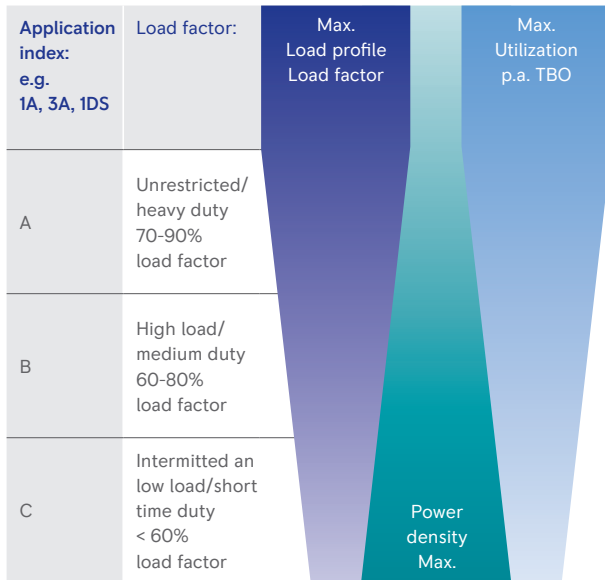 Application
index:
e.g.
1A, 3A, 1DS
Load factor:
Max.
Load profile
Load factor
Max.
Utilization
p.a. TBO
A
Unrestricted/
heavy duty
70-90%
load factor
B
High load/
medium duty
60-80%
load factor
C
Intermitted an
low load/short
time duty
< 60%
load factor
Power
density
Max.